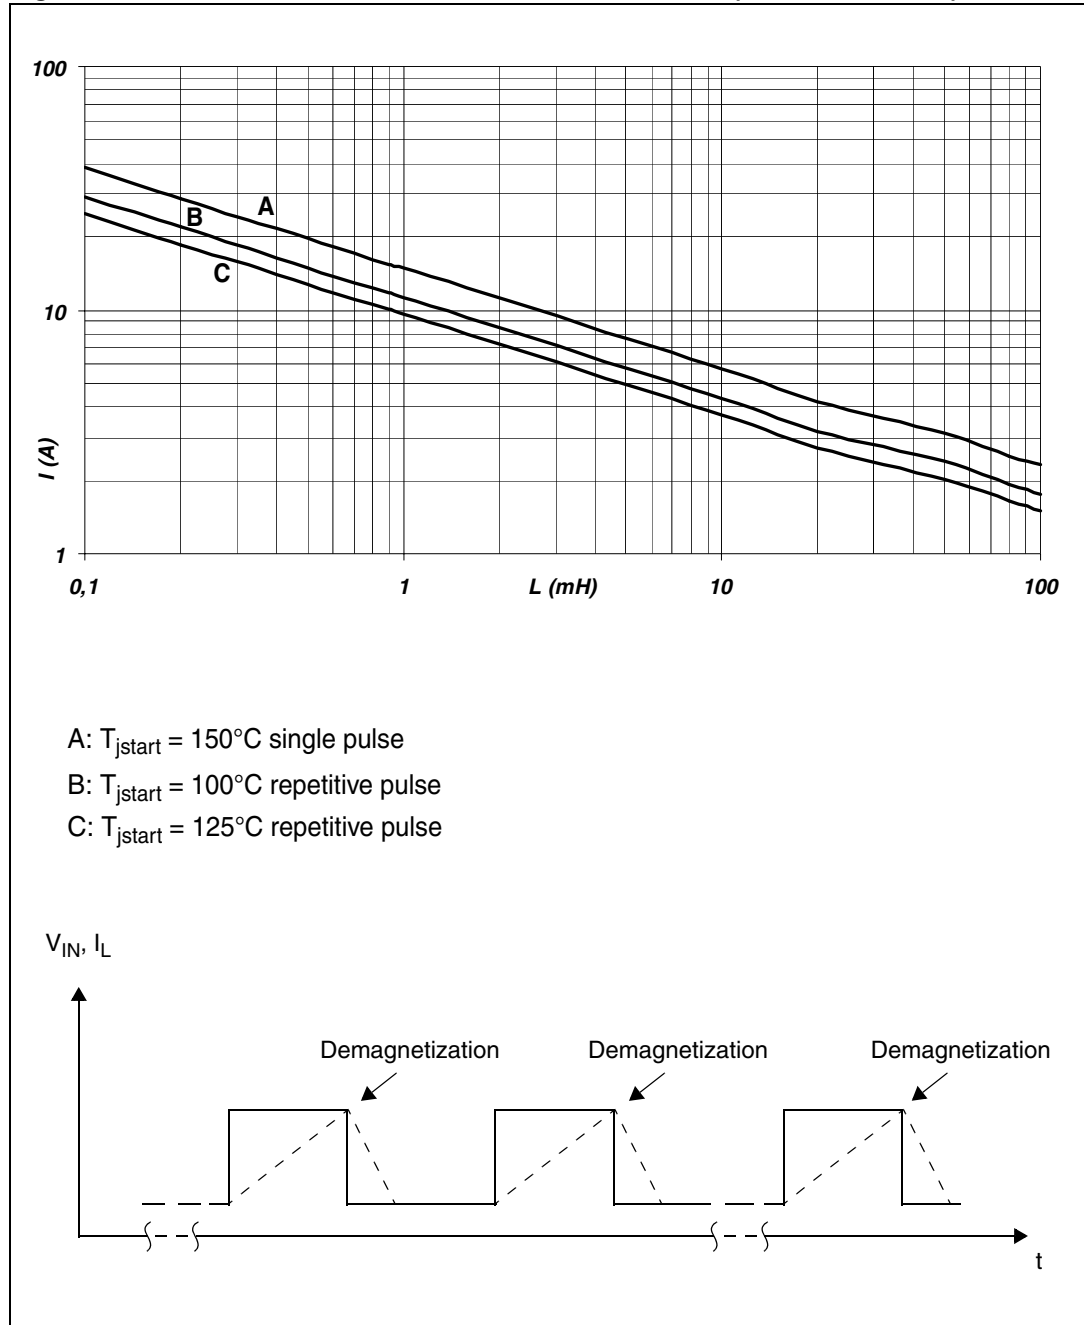 100
A
B
C
10
I (A)
1
0,1 1 L (mH) 10 100
A: Tjstart = 150°C single pulse
B: Tjstart = 100°C repetitive pulse
C: Tjstart = 125°C repetitive pulse
VIN, IL
Demagnetization Demagnetization Demagnetization
t